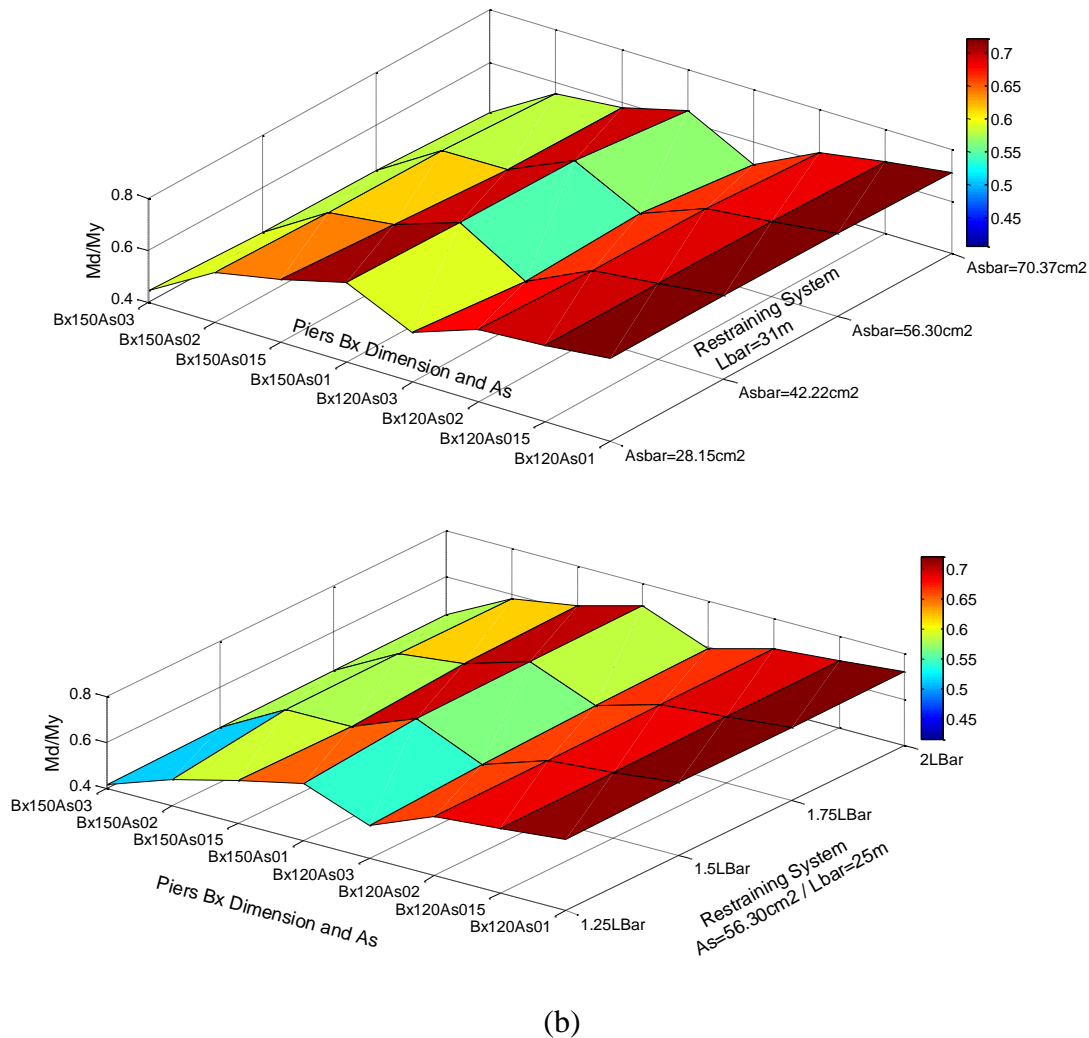 0.8
0.6
0.4
Md/My
Bx150As03
Bx150As02
Bx150As015
Bx150As01
Bx120As03
Bx120As02
Bx120As015
Bx120As01
Piers Bx Dimension and As
Asbar=28.15cm2
Asbar=42.22cm2
Asbar=56.30cm2
Asbar=70.37cm2
Restraining System
Lbar=31m
0.7
0.65
0.6
0.55
0.5
0.45
0.8
0.6
0.4
Md/My
Bx150As03
Bx150As02
Bx150As015
Bx150As01
Bx120As03
Bx120As02
Bx120As015
Bx120As01
Piers Bx Dimension and As
1.25LBar
1.5LBar
1.75LBar
2LBar
Restraining System
As=56.30cm2 / Lbar=25m
0.7
0.65
0.6
0.55
0.5
0.45
(b)